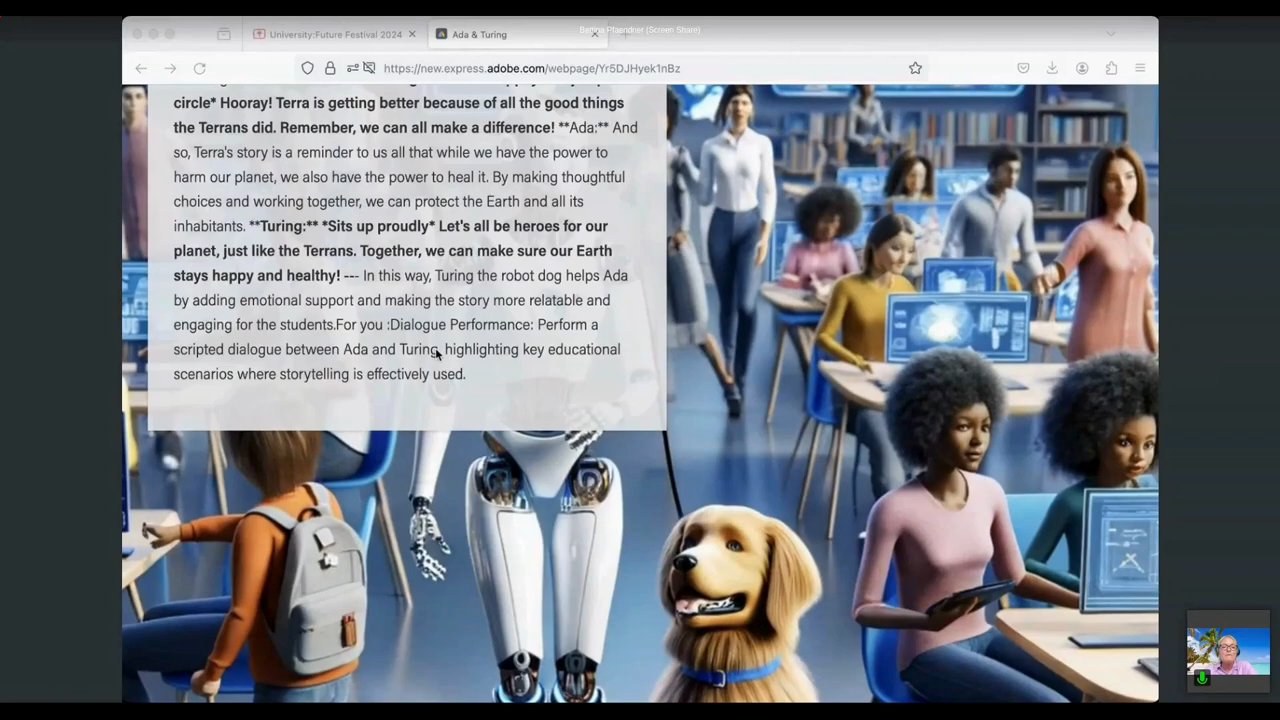 University:Future Festival 2024
Ada & Turing
(Screen Share)
https://new.express.adobe.com/webpage/Yr5DJHyek1nBz
circle* Hooray! Terra is getting better because of all the good things
the Terrans did. Remember, we can all make a difference! **Ada:** And
so, Terra's story is a reminder to us all that while we have the power to
harm our planet, we also have the power to heal it. By making thoughtful
choices and working together, we can protect the Earth and all its
inhabitants. **Turing:** *Sits up proudly* Let's all be heroes for our
planet, just like the Terrans. Together, we can make sure our Earth
stays happy and healthy! --- In this way, Turing the robot dog helps Ada
by adding emotional support and making the story more relatable and
engaging for the students.For you :Dialogue Performance: Perform a
scripted dialogue between Ada and Turing, highlighting key educational
scenarios where storytelling is effectively used.